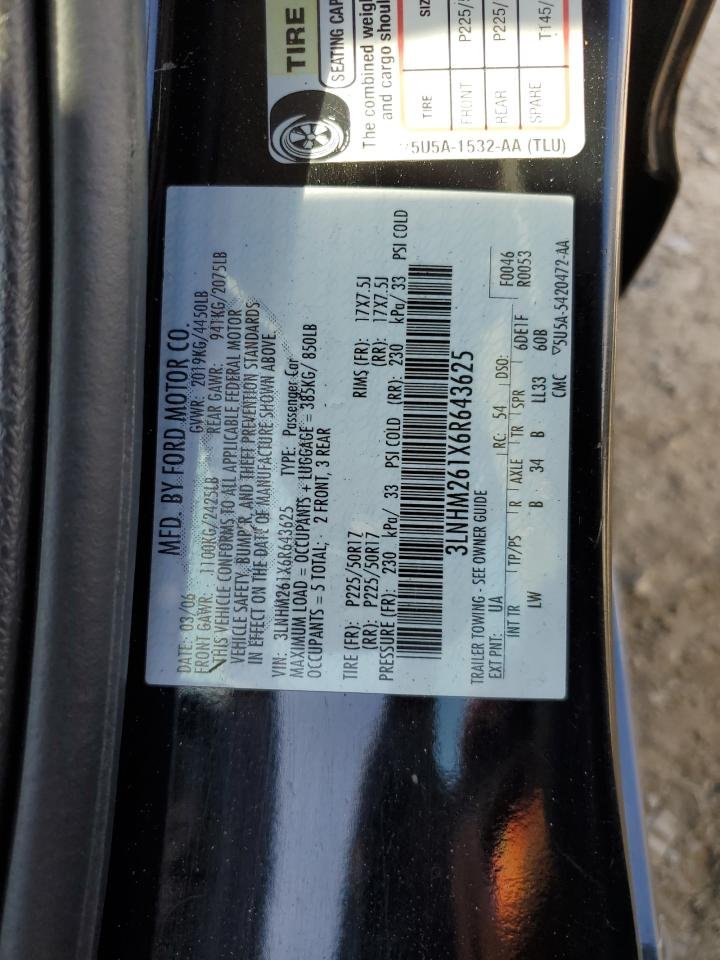 TIRE
SEATING CAP
The combined weigh
and cargo shoul
TIRE SIZ
FRONT P225/5
REAR P225/
SPARE T145/
5U5A-1532-AA (TLU)
MFD. BY FORD MOTOR CO.
DATE: 03/06 GVWR: 2019KG/4450LB
FRONT GAWR: 1100KG/2425LB REAR GAWR: 941KG/2075LB
THIS VEHICLE CONFORMS TO ALL APPLICABLE FEDERAL MOTOR
VEHICLE SAFETY, BUMPER, AND THEFT PREVENTION STANDARDS
IN EFFECT ON THE DATE OF MANUFACTURE SHOWN ABOVE
VIN: 3LNHM261X6R643625 TYPE: Passenger Car
MAXIMUM LOAD = OCCUPANTS + LUGGAGE = 385KG/ 850LB
OCCUPANTS = 5 TOTAL; 2 FRONT, 3 REAR
TIRE (FR): P225/50R17 RIMS (FR): 17X7.5J
(RR): P225/50R17 (RR): 17X7.5J
PRESSURE (FR): 230 kPa/ 33 PSI COLD (RR): 230 kPa/ 33 PSI COLD
3LNHM261X6R643625
F0046
R0053
TRAILER TOWING - SEE OWNER GUIDE
EXT PNT: UA RC: 54 DSO:
INT TR TP/PS R AXLE TR SPR 6DE1F
LW B 34 B LL33 60B
CMC ▽5U5A-5420472-AA